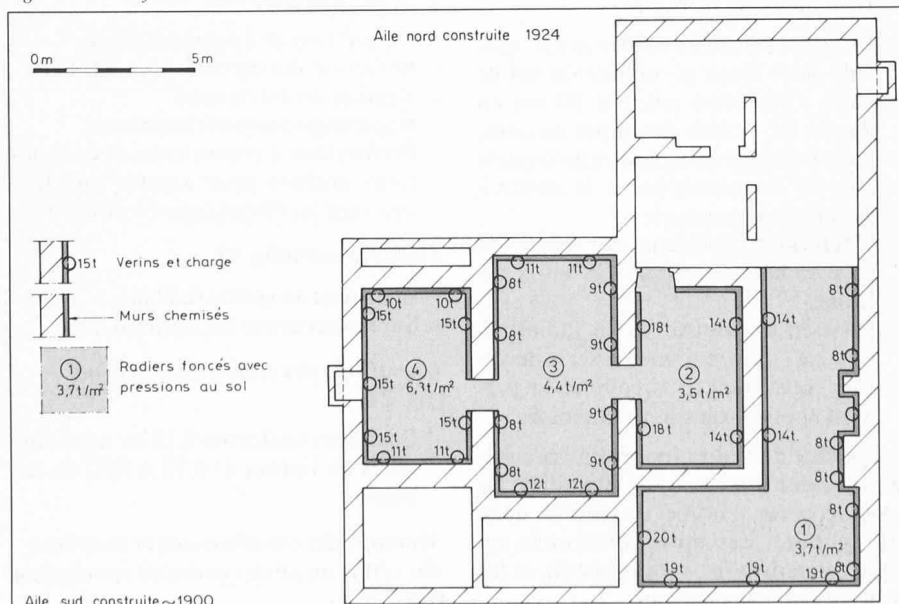 Aile nord construite 1924
0 m 5 m
15t Verins et charge
Murs chemisés
① Radiers foncés avec
3,7t/m² pressions au sol
11t 11t
8t 9t
8t
10t 10t
15t 15t
8t 9t
18t 14t 14t 8t
④ ③ ②
15t 6,3t/m² 4,4t/m² 3,5t/m²
9t
15t 15t 8t 18t 14t 14t. 8t
11t 11t 8t 9t 8t
12t 12t
8t
20t ①
3,7t/m²
19t 19t 19t 8t
Aile sud construite ~1900